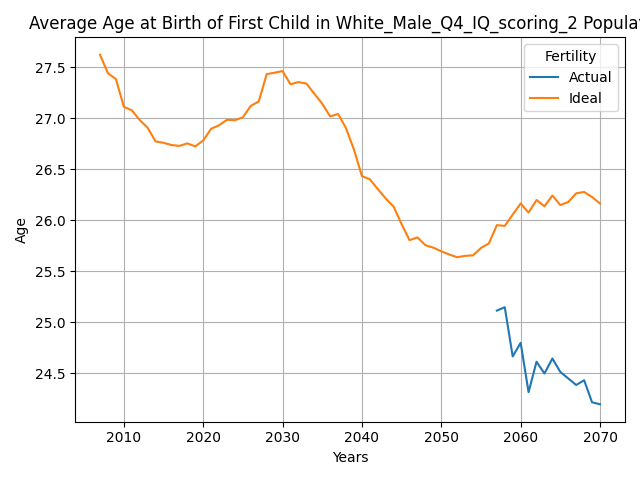 Average Age at Birth of First Child in White_Male_Q4_IQ_scoring_2 Populat
Fertility
Actual
Ideal
27.5
27.0
26.5
26.0
25.5
25.0
24.5
Age
2010 2020 2030 2040 2050 2060 2070
Years